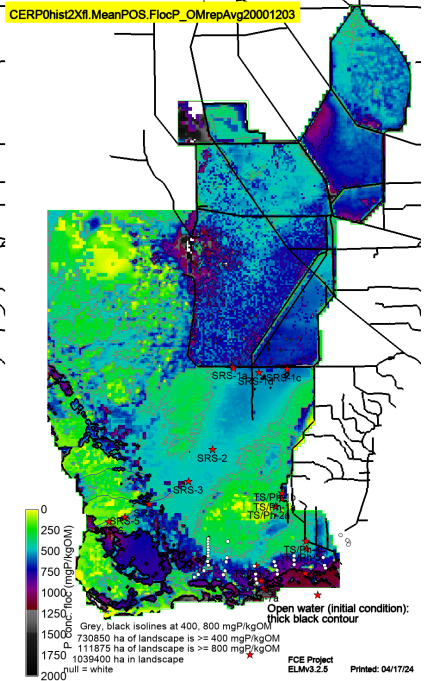 CERP0hist2Xfl.MeanPOS.FlocP_OMrepAvg20001203
SRS-1a
SRS-1d
SRS-1c
SRS-2
SRS-3
SRS-5
TS/Ph-2a
TS/Ph-
7a
0
250
500
750
1000
1250
1500
1750
2000
P conc, floc (mgP/kgOM)
Open water (initial condition):
thick black contour
Grey, black isolines at 400, 800 mgP/kgOM
730850 ha of landscape is >= 400 mgP/kgOM
111875 ha of landscape is >= 800 mgP/kgOM
1039400 ha in landscape
null = white
FCE Project
ELMv3.2.5
Printed: 04/17/24